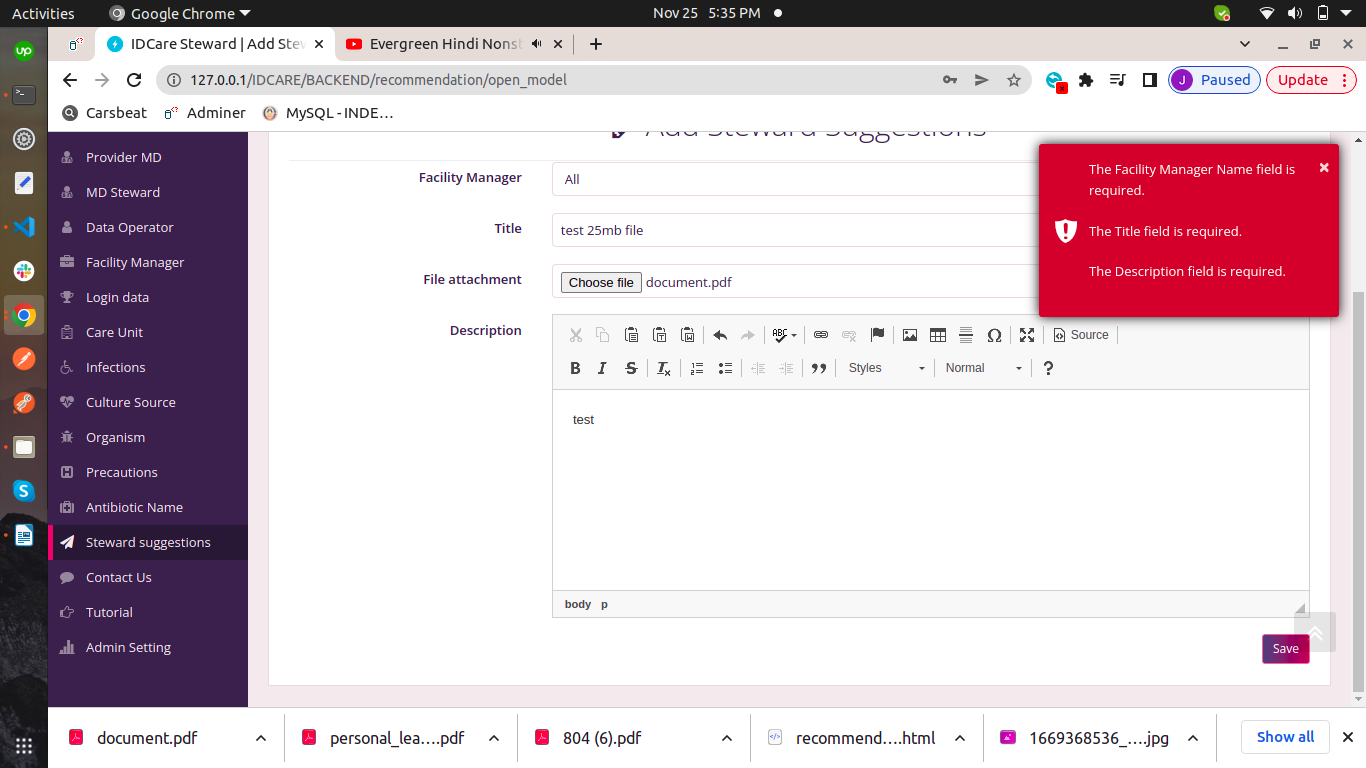 Activities
Google Chrome
Nov 25 5:35 PM
IDCare Steward | Add Stew
Evergreen Hindi Nonst
127.0.0.1/IDCARE/BACKEND/recommendation/open_model
J
Paused
Update
Carsbeat
Adminer
MySQL - INDE…
Add Steward Suggestions
up
Provider MD
MD Steward
Data Operator
Facility Manager
Login data
Care Unit
Infections
Culture Source
Organism
Precautions
Antibiotic Name
Steward suggestions
Contact Us
Tutorial
Admin Setting
The Facility Manager Name field is
required.
The Title field is required.
The Description field is required.
Facility Manager
All
Title
test 25mb file
File attachment
Choose file document.pdf
Description
ABC
Source
B I S Ix
Styles
Normal
?
test
body p
Save
document.pdf
personal_lea….pdf
804 (6).pdf
recommend….html
1669368536_….jpg
Show all